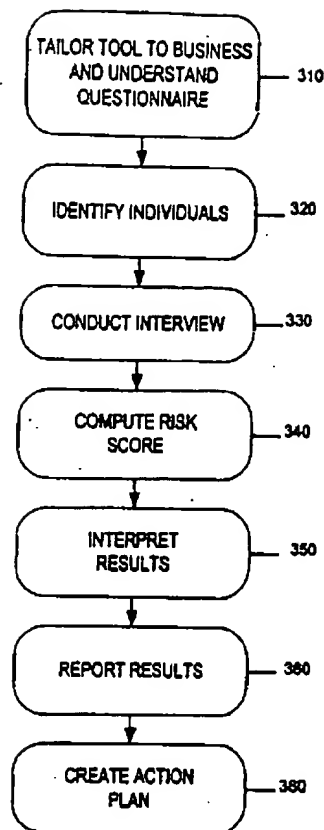 TAILOR TOOL TO BUSINESS
AND UNDERSTAND
QUESTIONNAIRE
310
IDENTIFY INDIVIDUALS
320
CONDUCT INTERVIEW
330
COMPUTE RISK
SCORE
340
INTERPRET
RESULTS
350
REPORT RESULTS
360
CREATE ACTION
PLAN
380